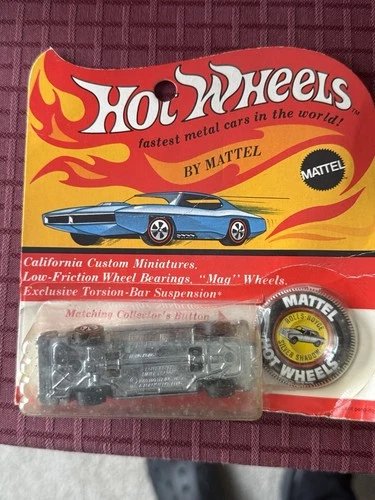 HOT WHEELS™
fastest metal cars in the world!
BY MATTEL
MATTEL
California Custom Miniatures.
Low-Friction Wheel Bearings, "Mag" Wheels.
Exclusive Torsion-Bar Suspension*
Matching Collector's Button
MATTEL
ROLLS-ROYCE
SILVER SHADOW
HOT WHEELS